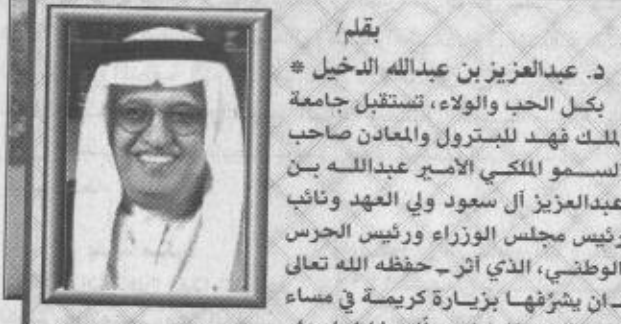 بقلم/
د. عبدالعزيز بن عبدالله الدخيل *
بكل الحب والولاء، تستقبل جامعة
الملك فهد للبترول والمعادن صاحب
السمو الملكي الأمير عبدالله بن
عبدالعزيز آل سعود ولي العهد ونائب
رئيس مجلس الوزراء ورئيس الحرس
الوطني، الذي آثر ـ حفظه الله تعالى
ـ ان يشرّفها بزيارة كريمة في مساء